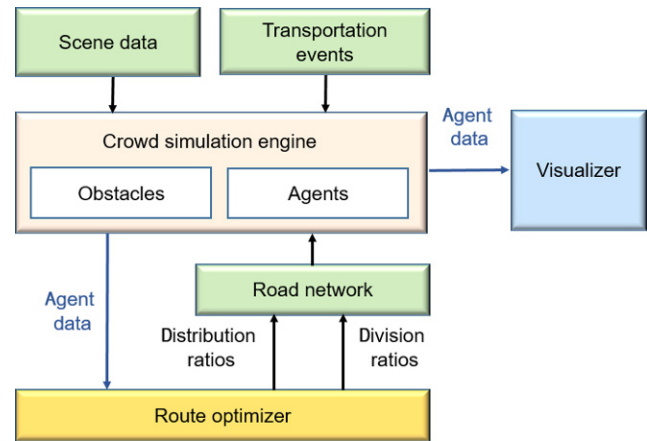 Scene data
Transportation
events
Crowd simulation engine
Obstacles
Agents
Agent
data
Visualizer
Agent
data
Road network
Distribution
ratios
Division
ratios
Route optimizer